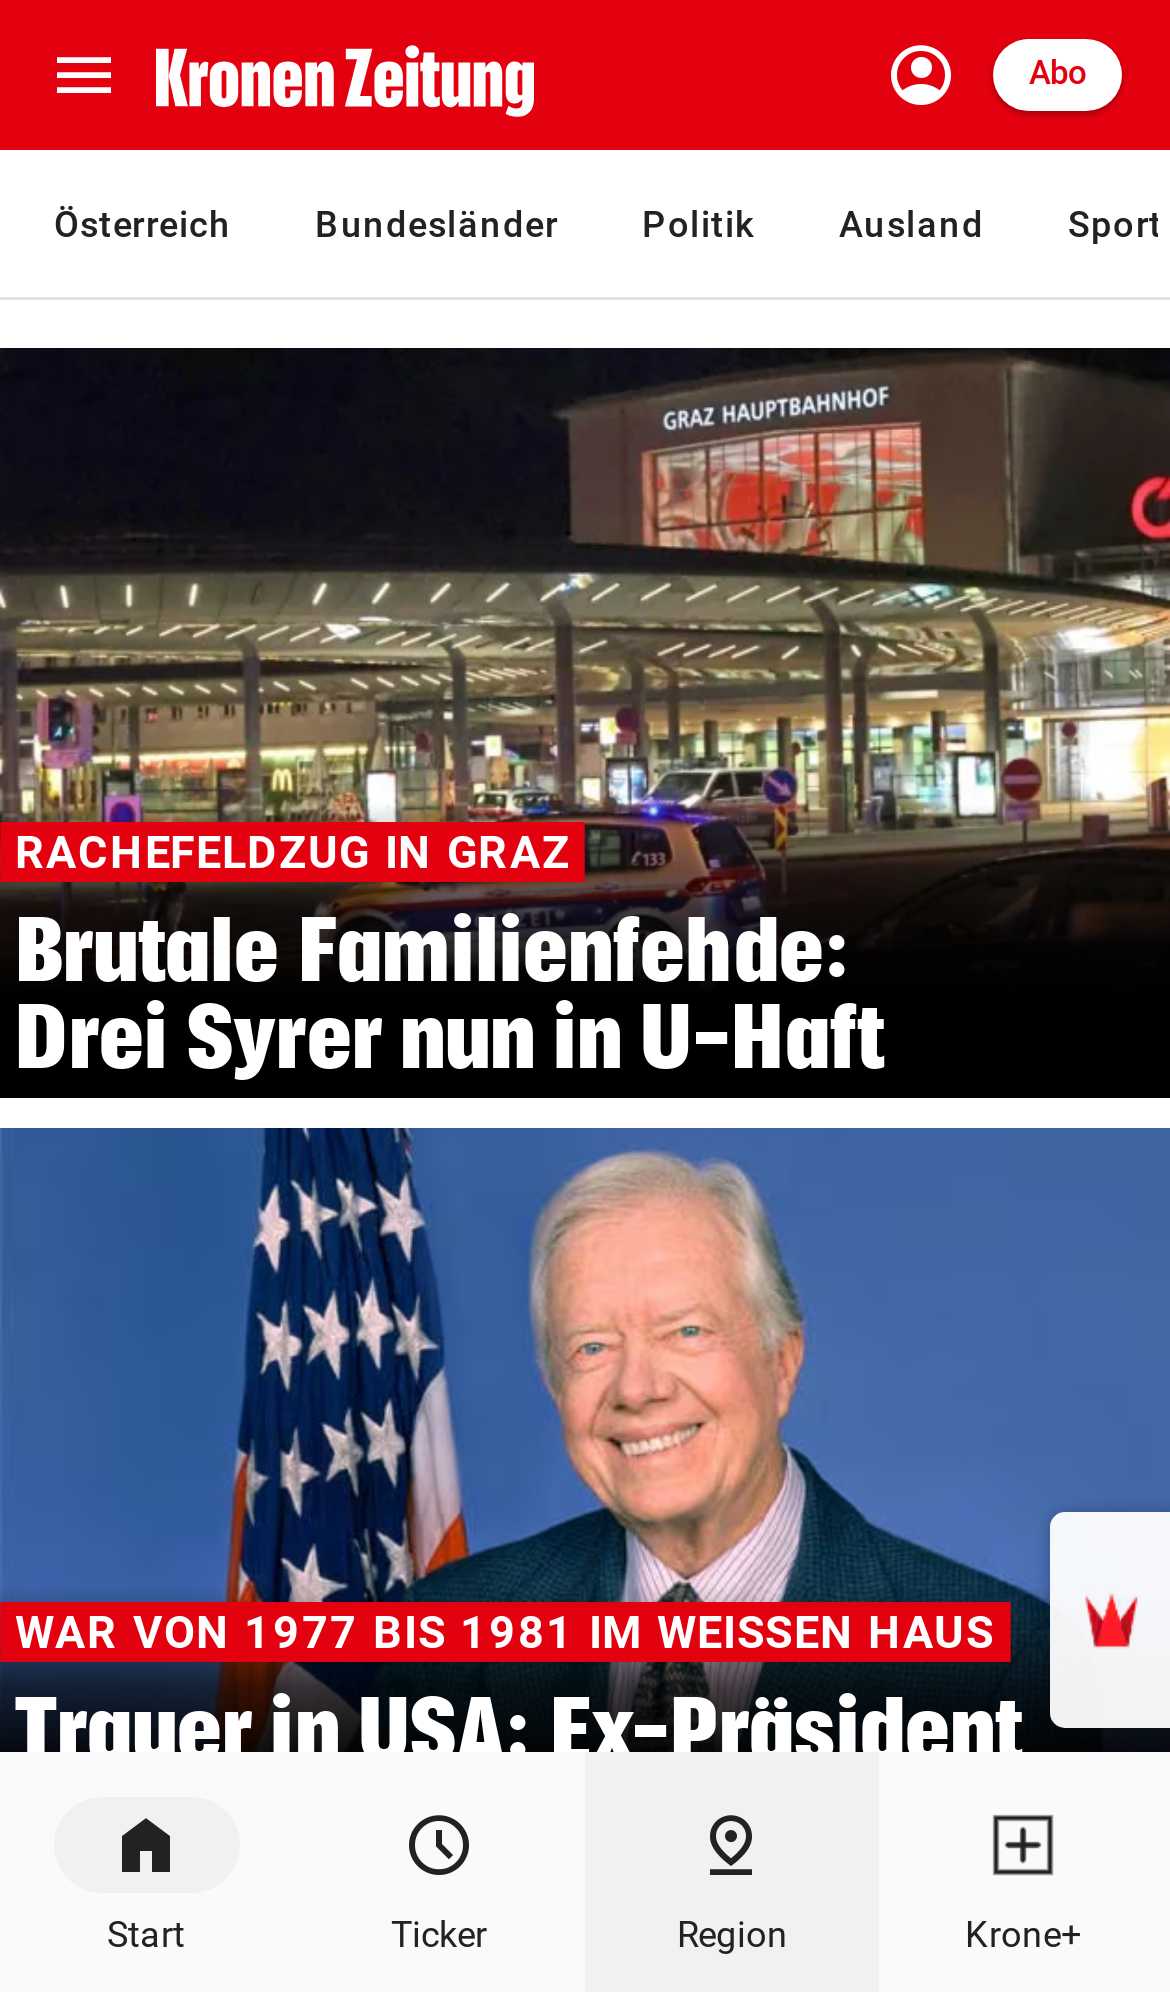 Kronen Zeitung
Abo
Österreich Bundesländer Politik Ausland Sport
GRAZ HAUPTBAHNHOF
133
RACHEFELDZUG IN GRAZ
Brutale Familienfehde:
Drei Syrer nun in U-Haft
WAR VON 1977 BIS 1981 IM WEISSEN HAUS
Trauer in USA: Ex-Präsident
Start Ticker Region Krone+